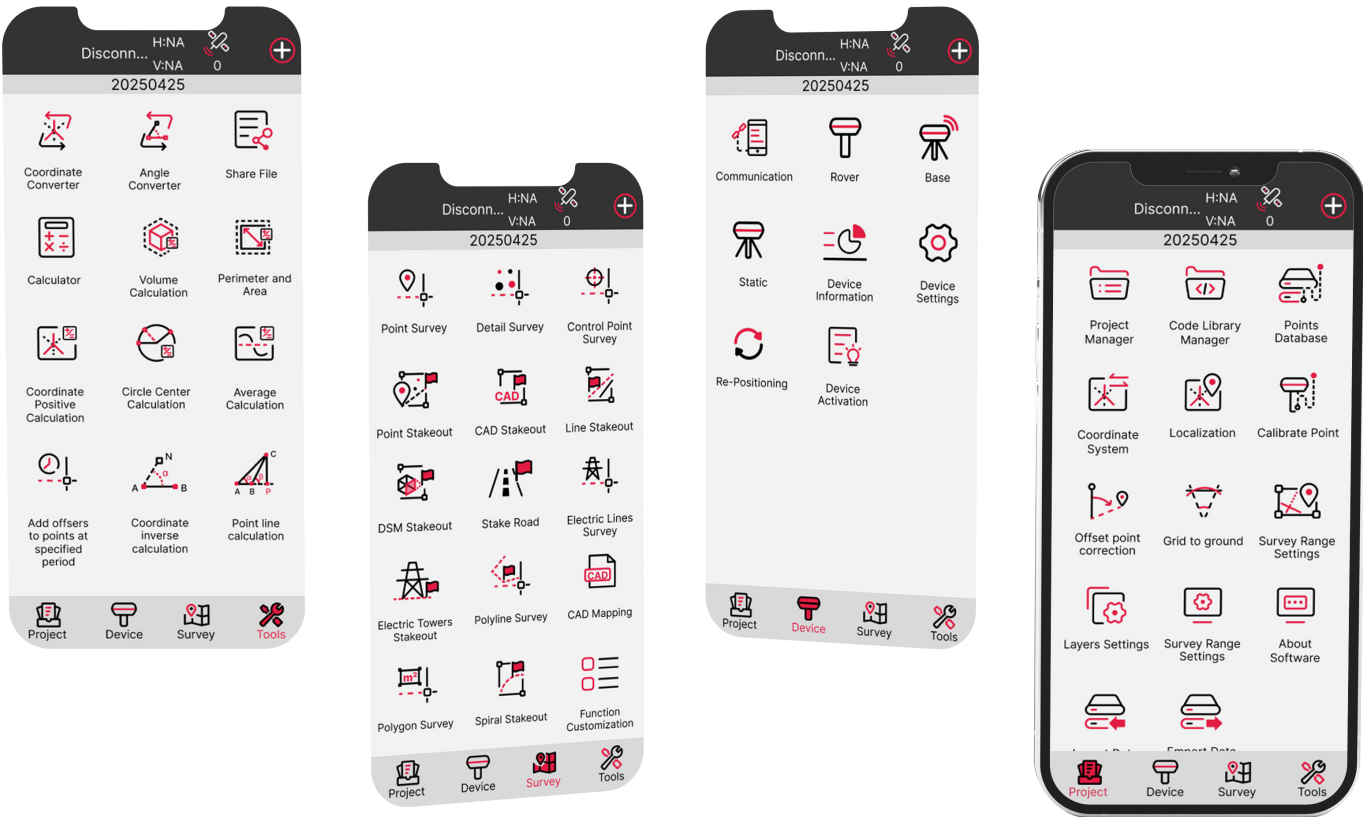 Disconn...
H:NA
V:NA
0
20250425
Coordinate
Converter
Angle
Converter
Share File
Calculator
Volume
Calculation
Perimeter and
Area
Coordinate
Positive
Calculation
Circle Center
Calculation
Average
Calculation
N
α
A
B
C
α
β
A
B
P
Add offsers
to points at
specified
period
Coordinate
inverse
calculation
Point line
calculation
Project
Device
Survey
Tools
Disconn...
H:NA
V:NA
0
20250425
Point Survey
Detail Survey
Control Point
Survey
CAD
Point Stakeout
CAD Stakeout
Line Stakeout
DSM Stakeout
Stake Road
Electric Lines
Survey
CAD
Electric Towers
Stakeout
Polyline Survey
CAD Mapping
m²
Polygon Survey
Spiral Stakeout
Function
Customization
Project
Device
Survey
Tools
Disconn...
H:NA
V:NA
0
20250425
Communication
Rover
Base
Static
Device
Information
Device
Settings
Re-Positioning
Device
Activation
Project
Device
Survey
Tools
Disconn...
H:NA
V:NA
0
20250425
Project
Manager
Code Library
Manager
Points
Database
Coordinate
System
Localization
Calibrate Point
Offset point
correction
Grid to ground
Survey Range
Settings
Layers Settings
Survey Range
Settings
About
Software
Project
Device
Survey
Tools